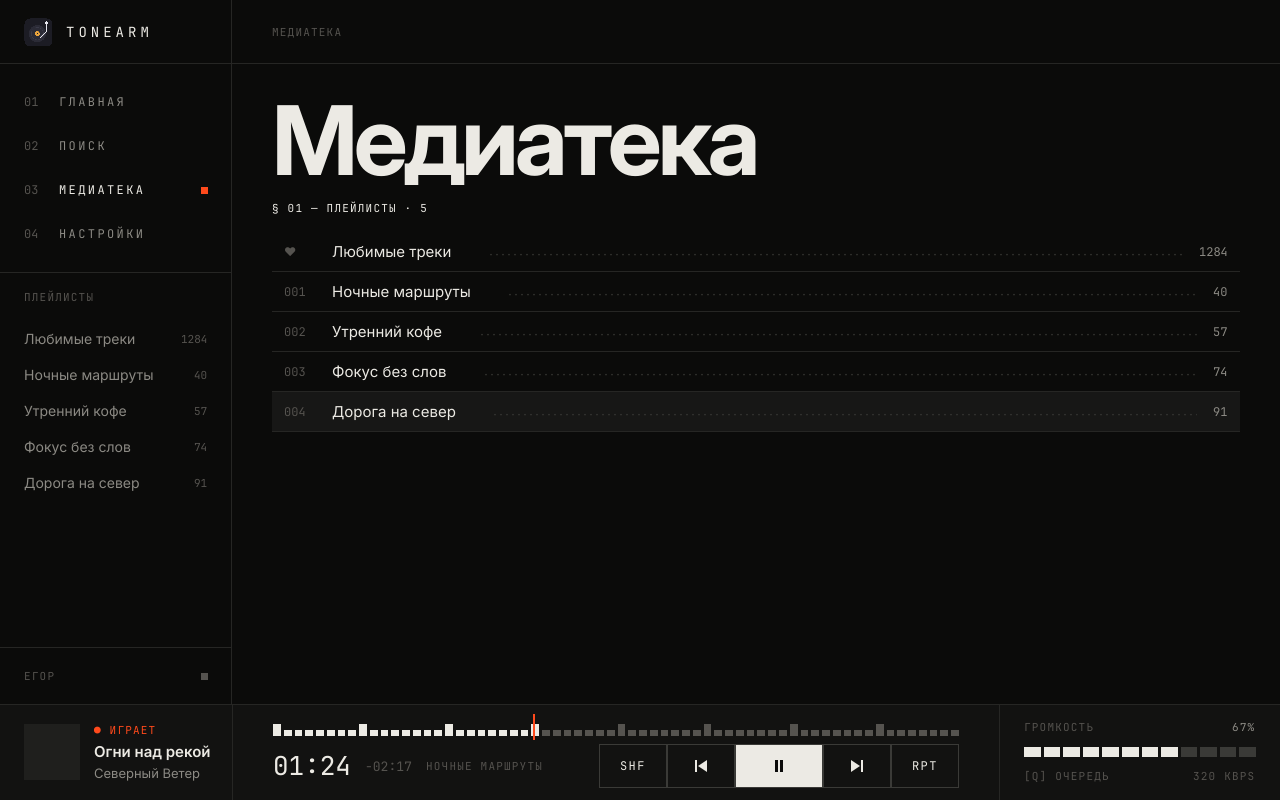 TONEARM
МЕДИАТЕКА
01 ГЛАВНАЯ
02 ПОИСК
03 МЕДИАТЕКА
04 НАСТРОЙКИ
ПЛЕЙЛИСТЫ
Любимые треки 1284
Ночные маршруты 40
Утренний кофе 57
Фокус без слов 74
Дорога на север 91
ЕГОР
Медиатека
§ 01 — ПЛЕЙЛИСТЫ · 5
♥ Любимые треки 1284
001 Ночные маршруты 40
002 Утренний кофе 57
003 Фокус без слов 74
004 Дорога на север 91
ИГРАЕТ
Огни над рекой
Северный Ветер
01:24 -02:17 НОЧНЫЕ МАРШРУТЫ
SHF RPT
ГРОМКОСТЬ 67%
[Q] ОЧЕРЕДЬ 320 KBPS